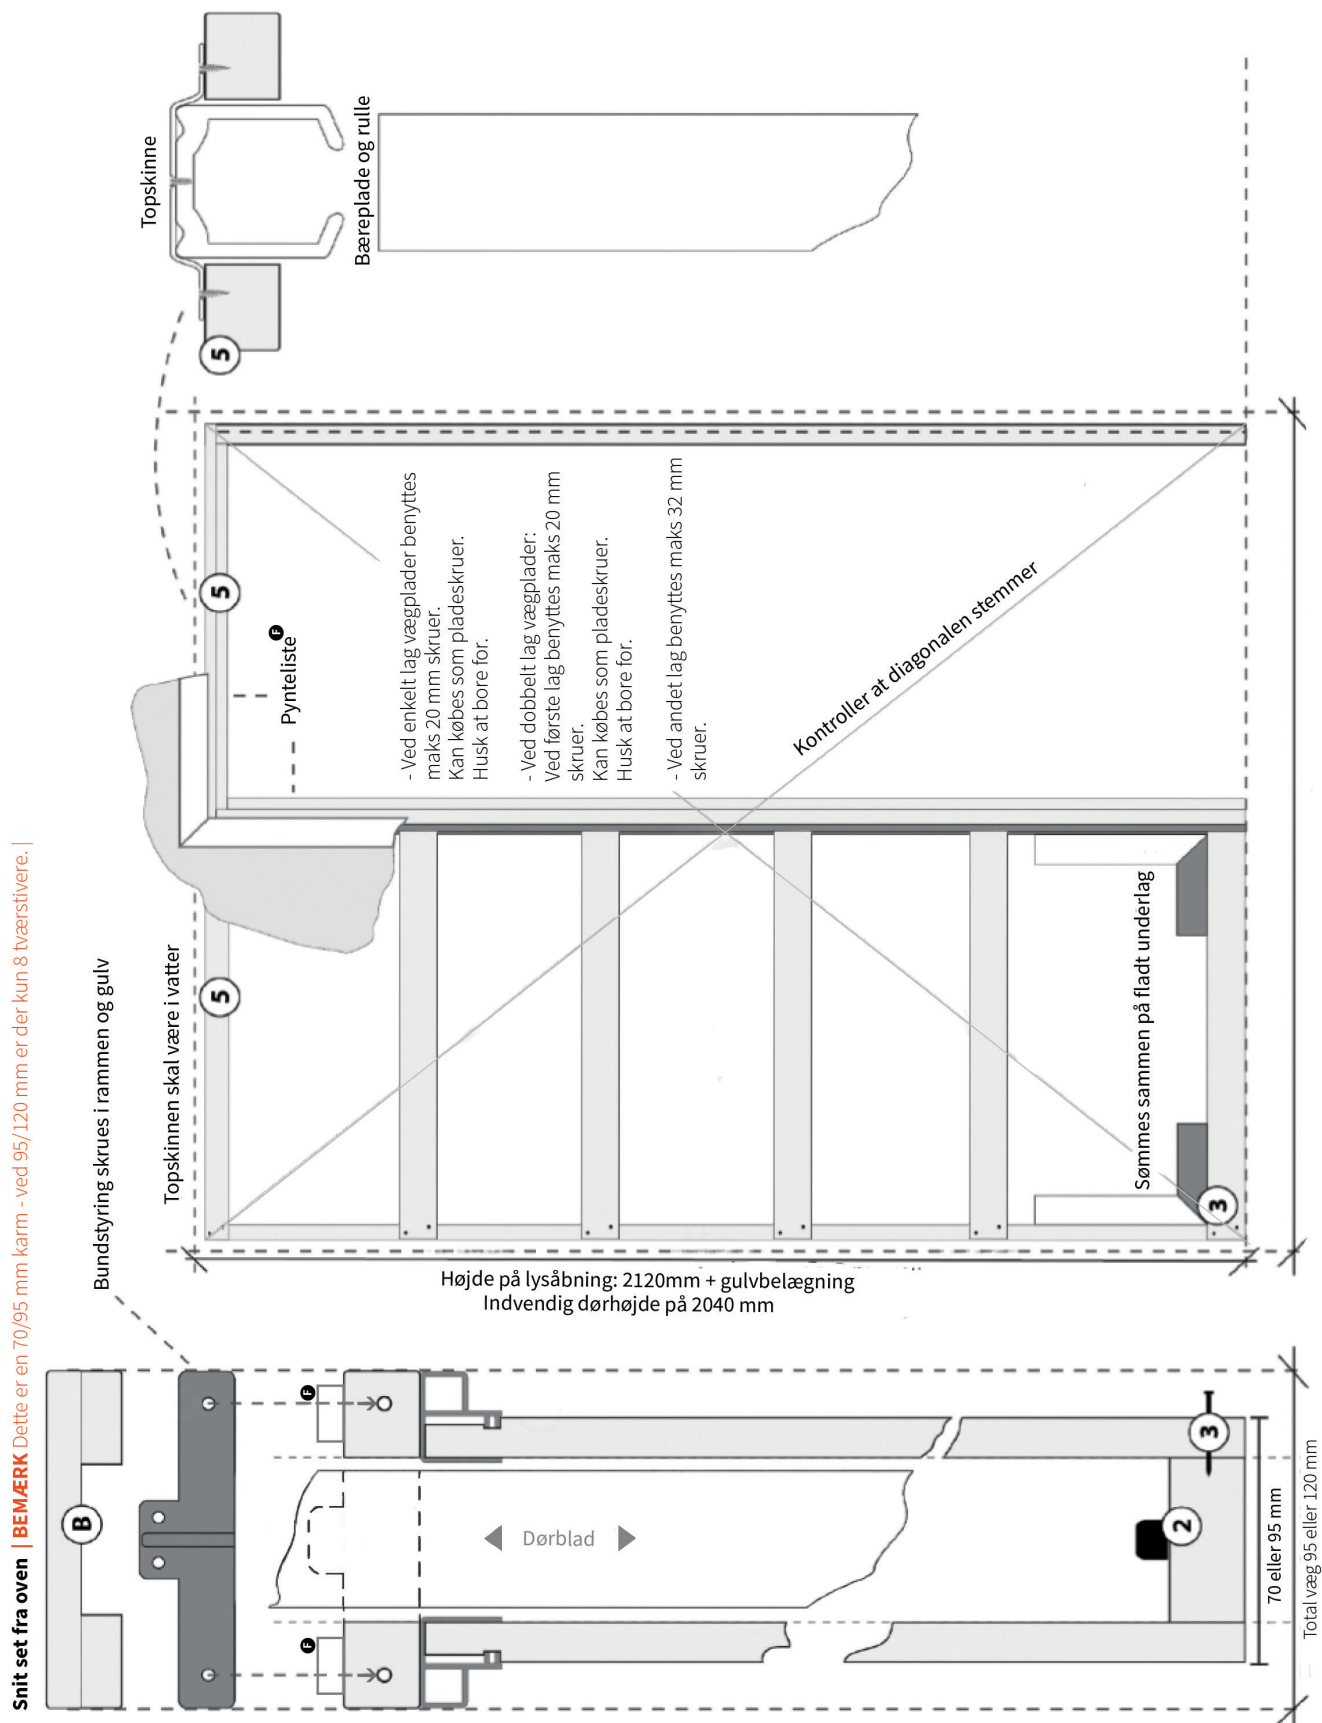 Snit set fra oven | BEMÆRK Dette er en 70/95 mm karm - ved 95/120 mm er der kun 8 tværstivere. |
B
Bundstyring skrues i rammen og gulv
F
F
Dørblad
2
3
70 eller 95 mm
Total væg 95 eller 120 mm
Topskinnen skal være i vatter
5
5
Pynteliste F
- Ved enkelt lag vægplader benyttes
maks 20 mm skruer.
Kan købes som pladeskruer.
Husk at bore for.
- Ved dobbelt lag vægplader:
Ved første lag benyttes maks 20 mm
skruer.
Kan købes som pladeskruer.
Husk at bore for.
- Ved andet lag benyttes maks 32 mm
skruer.
Kontroller at diagonalen stemmer
Sømmes sammen på fladt underlag
3
Højde på lysåbning: 2120mm + gulvbelægning
Indvendig dørhøjde på 2040 mm
Topskinne
5
Bæreplade og rulle